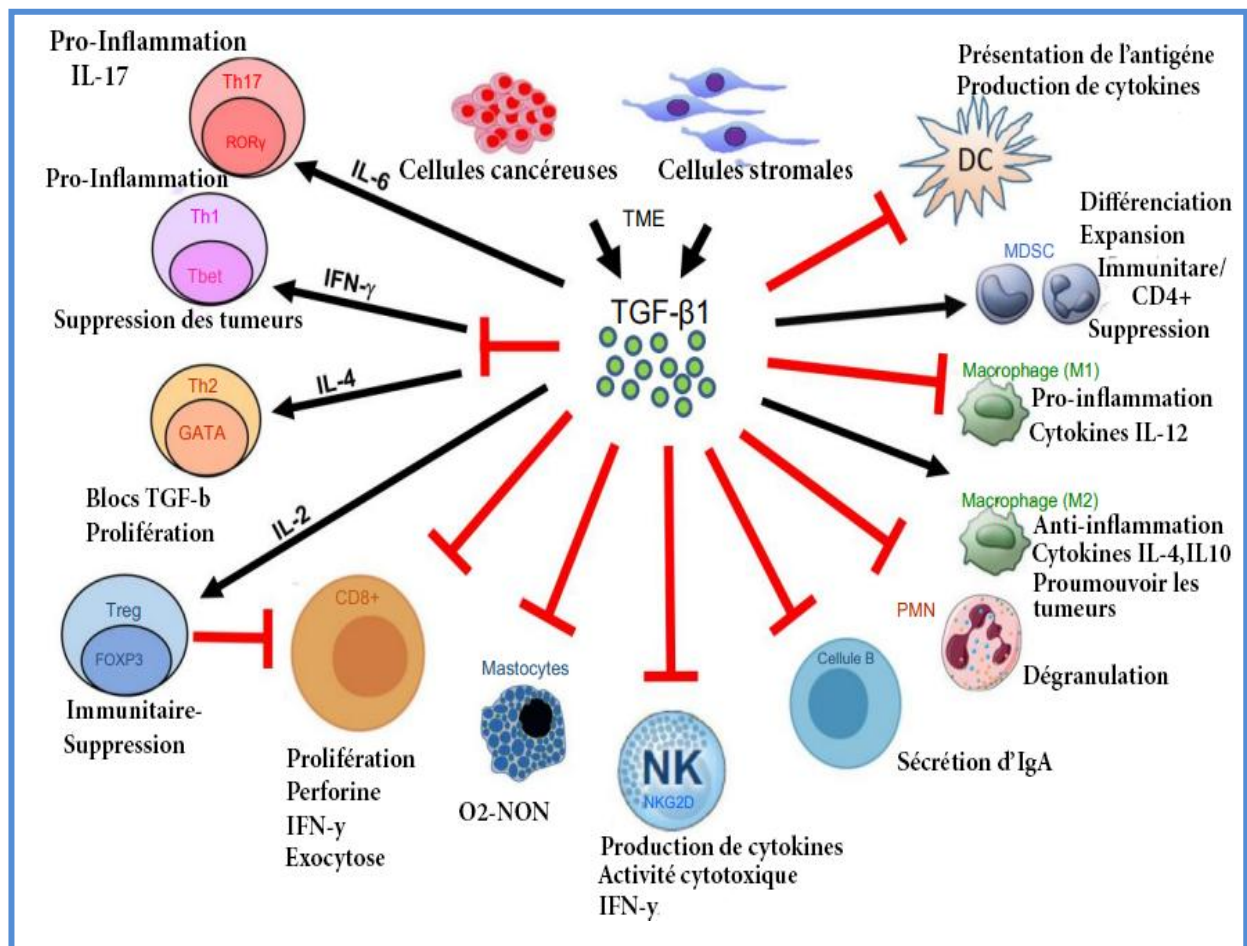 Pro-Inflammation
IL-17
Th17
RORγ
Pro-Inflammation
Th1
Tbet
Suppression des tumeurs
Th2
GATA
Blocs TGF-b
Prolifération
Treg
FOXP3
Immunitaire-
Suppression
IL-6
IFN-γ
IL-4
IL-2
Cellules cancéreuses
Cellules stromales
TME
TGF-β1
Présentation de l'antigéne
Production de cytokines
DC
Différenciation
Expansion
MDSC
Immunitare/
CD4+
Suppression
Macrophage (M1)
Pro-inflammation
Cytokines IL-12
Macrophage (M2)
Anti-inflammation
Cytokines IL-4,IL10
Proumouvoir les
tumeurs
PMN
Dégranulation
Cellule B
Sécrétion d'IgA
NK
NKG2D
Production de cytokines
Activité cytotoxique
IFN-y
Mastocytes
O2-NON
CD8+
Prolifération
Perforine
IFN-y
Exocytose